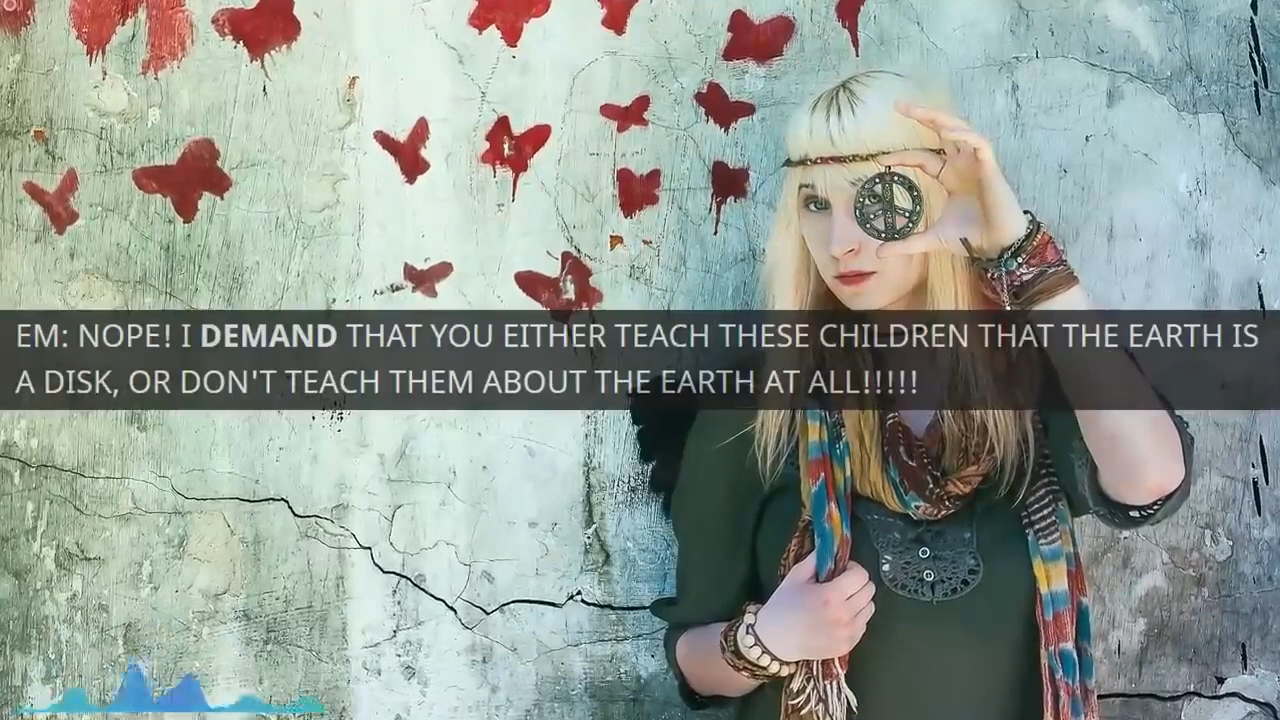 EM: NOPE! I DEMAND THAT YOU EITHER TEACH THESE CHILDREN THAT THE EARTH IS
A DISK, OR DON'T TEACH THEM ABOUT THE EARTH AT ALL!!!!!